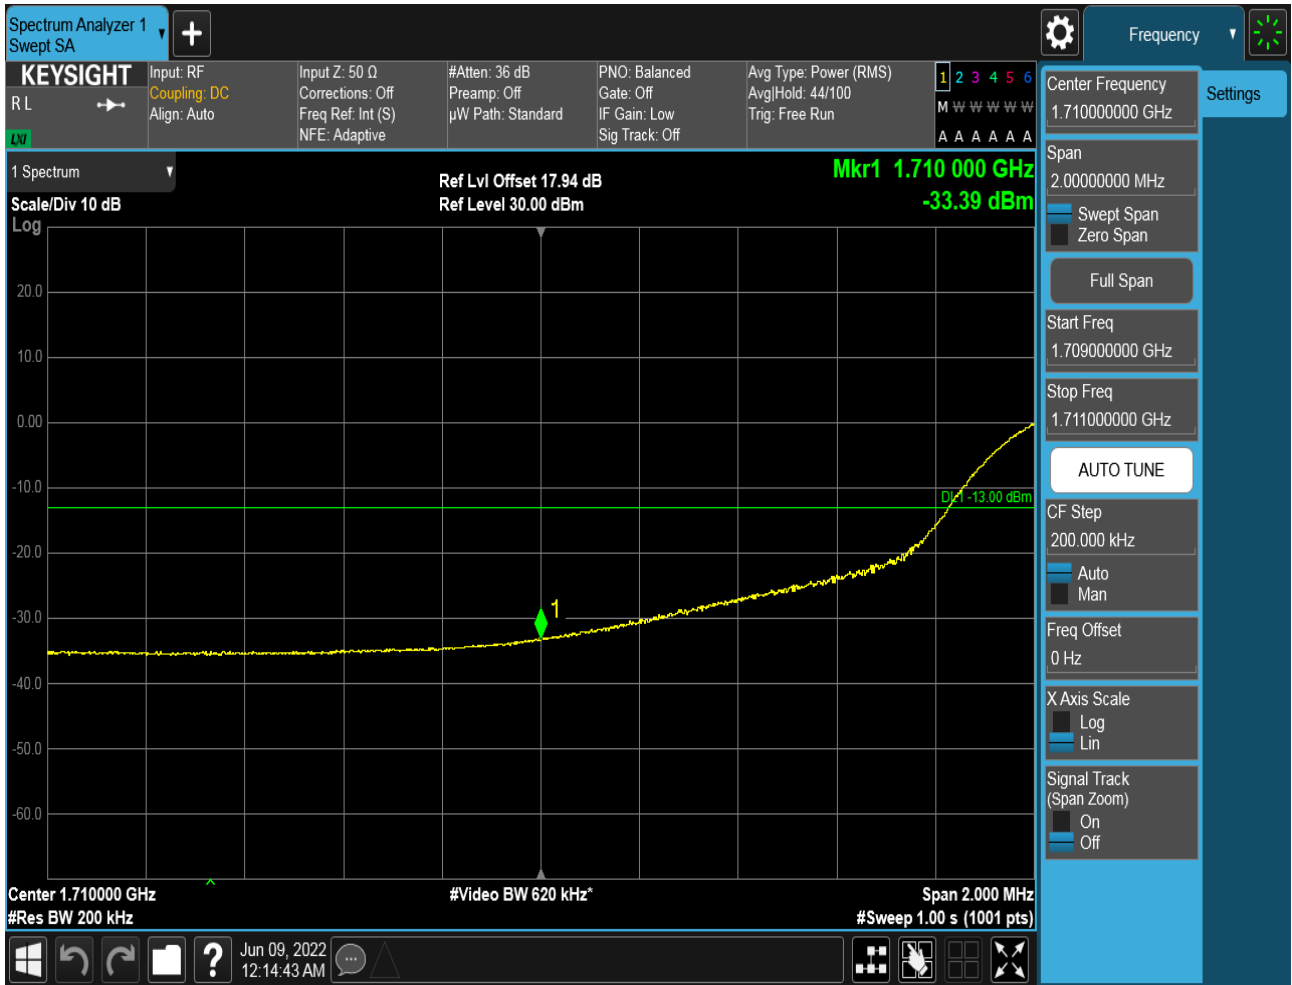 Spectrum Analyzer 1
Swept SA
Frequency
KEYSIGHT
R L
LXI
Input: RF
Coupling: DC
Align: Auto
Input Z: 50 Ω
Corrections: Off
Freq Ref: Int (S)
NFE: Adaptive
#Atten: 36 dB
Preamp: Off
µW Path: Standard
PNO: Balanced
Gate: Off
IF Gain: Low
Sig Track: Off
Avg Type: Power (RMS)
Avg|Hold: 44/100
Trig: Free Run
1 2 3 4 5 6
M W W W W W
A A A A A A
1 Spectrum
Scale/Div 10 dB
Log
Ref Lvl Offset 17.94 dB
Ref Level 30.00 dBm
Mkr1 1.710 000 GHz
-33.39 dBm
20.0
10.0
0.00
-10.0
-20.0
-30.0
-40.0
-50.0
-60.0
DL1 -13.00 dBm
1
Center 1.710000 GHz
#Res BW 200 kHz
#Video BW 620 kHz*
Span 2.000 MHz
#Sweep 1.00 s (1001 pts)
Jun 09, 2022
12:14:43 AM
Center Frequency
1.710000000 GHz
Settings
Span
2.00000000 MHz
Swept Span
Zero Span
Full Span
Start Freq
1.709000000 GHz
Stop Freq
1.711000000 GHz
AUTO TUNE
CF Step
200.000 kHz
Auto
Man
Freq Offset
0 Hz
X Axis Scale
Log
Lin
Signal Track
(Span Zoom)
On
Off